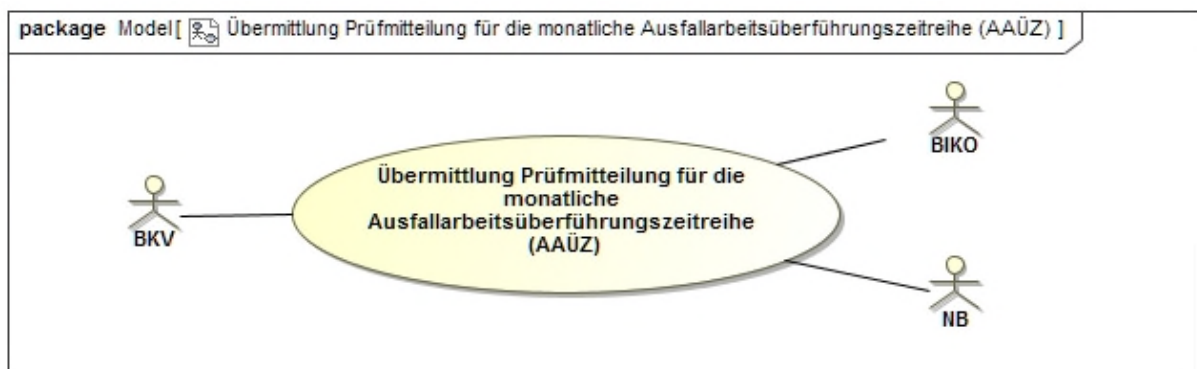 package Model[ Übermittlung Prüfmitteilung für die monatliche Ausfallarbeitsüberführungszeitreihe (AAÜZ) ]
BIKO
Übermittlung Prüfmitteilung für die
monatliche
Ausfallarbeitsüberführungszeitreihe
(AAÜZ)
BKV
NB